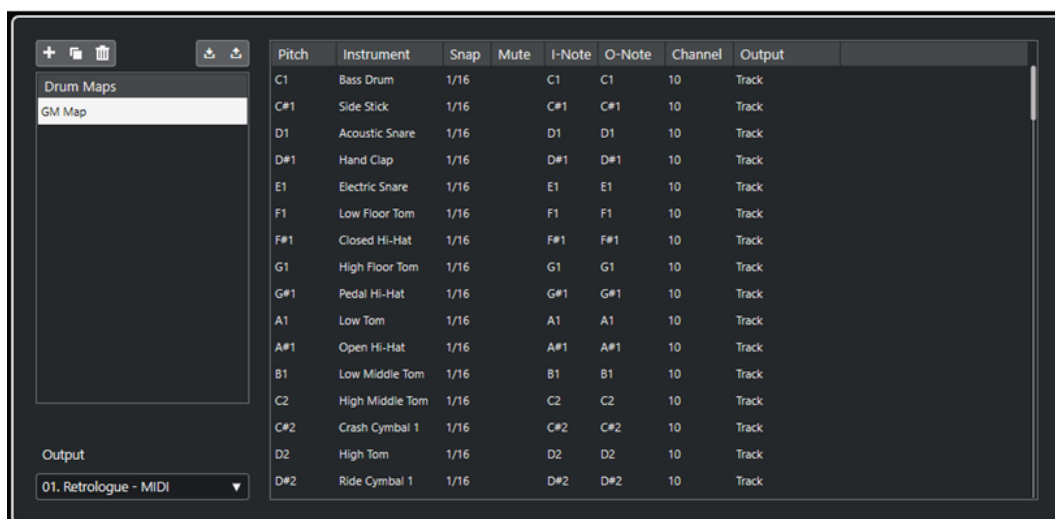 Drum Maps
GM Map
Output
01. Retrologue - MIDI
Pitch Instrument Snap Mute I-Note O-Note Channel Output
C1 Bass Drum 1/16 C1 C1 10 Track
C#1 Side Stick 1/16 C#1 C#1 10 Track
D1 Acoustic Snare 1/16 D1 D1 10 Track
D#1 Hand Clap 1/16 D#1 D#1 10 Track
E1 Electric Snare 1/16 E1 E1 10 Track
F1 Low Floor Tom 1/16 F1 F1 10 Track
F#1 Closed Hi-Hat 1/16 F#1 F#1 10 Track
G1 High Floor Tom 1/16 G1 G1 10 Track
G#1 Pedal Hi-Hat 1/16 G#1 G#1 10 Track
A1 Low Tom 1/16 A1 A1 10 Track
A#1 Open Hi-Hat 1/16 A#1 A#1 10 Track
B1 Low Middle Tom 1/16 B1 B1 10 Track
C2 High Middle Tom 1/16 C2 C2 10 Track
C#2 Crash Cymbal 1 1/16 C#2 C#2 10 Track
D2 High Tom 1/16 D2 D2 10 Track
D#2 Ride Cymbal 1 1/16 D#2 D#2 10 Track